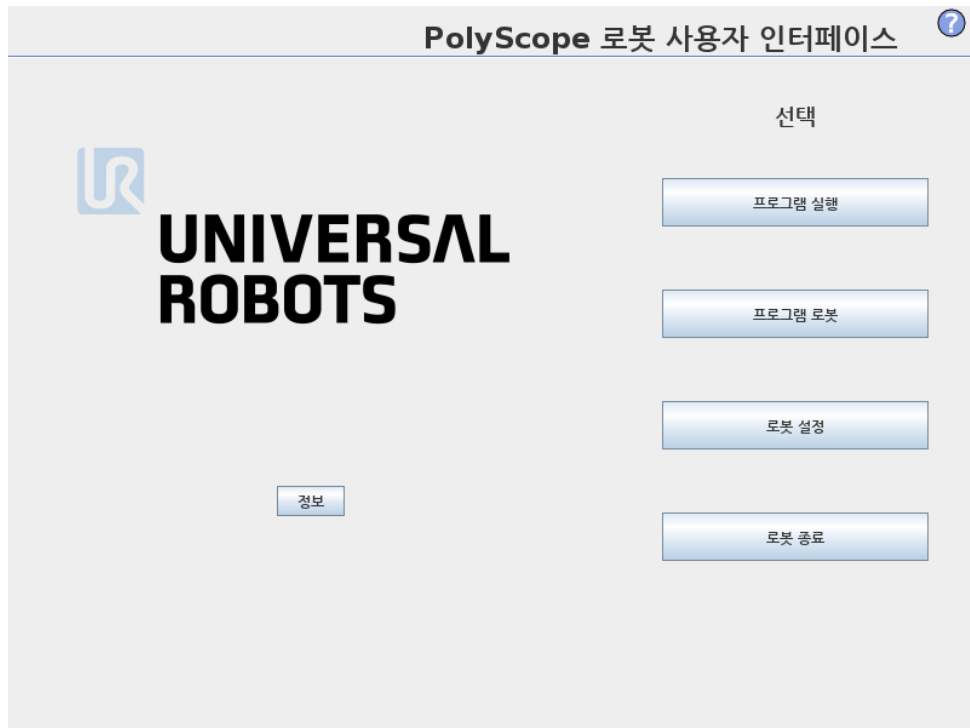 PolyScope 로봇 사용자 인터페이스
?
선택
UR
UNIVERSAL
ROBOTS
프로그램 실행
프로그램 로봇
로봇 설정
정보
로봇 종료